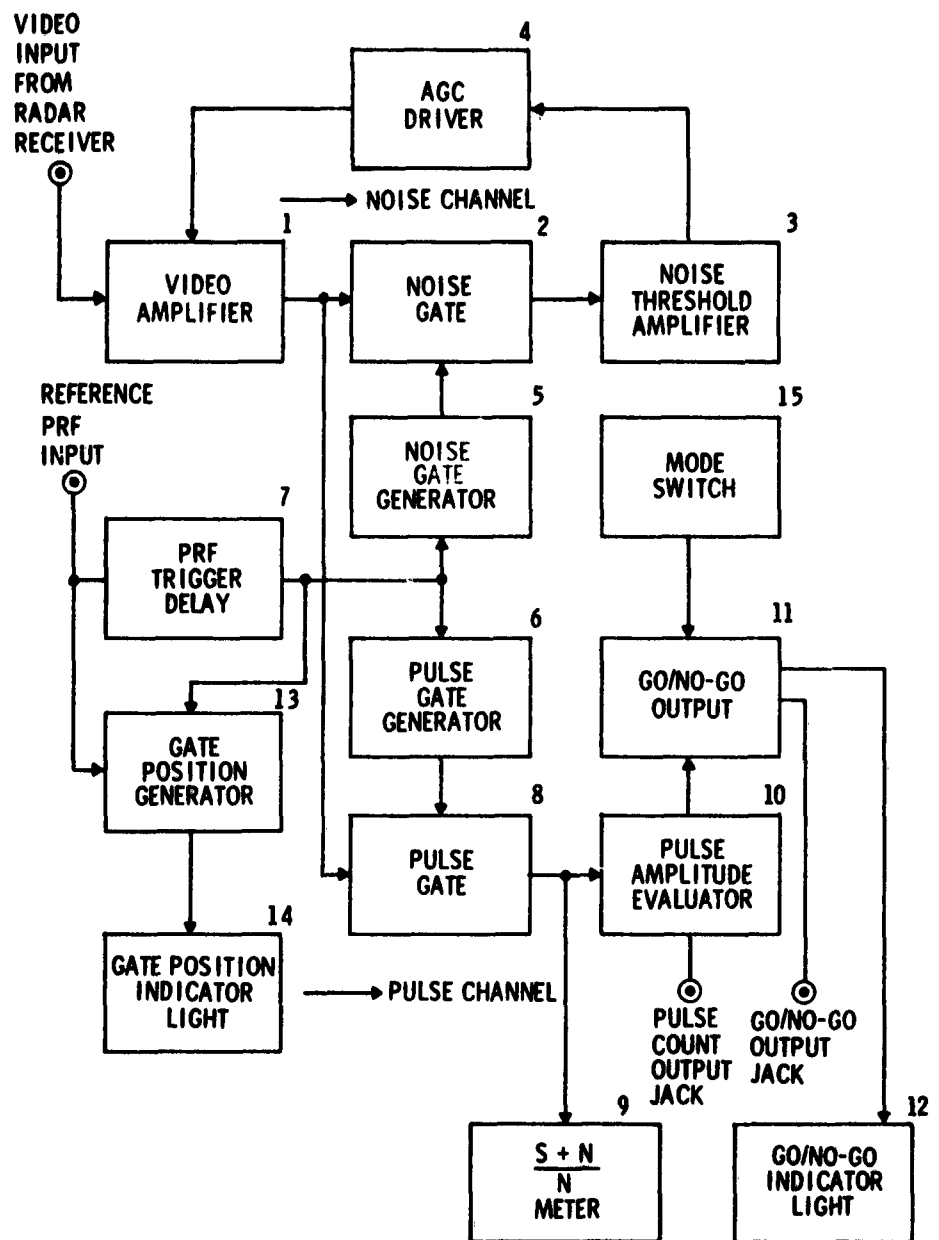 VIDEO
INPUT
FROM
RADAR
RECEIVER
4
AGC
DRIVER
NOISE CHANNEL
1
VIDEO
AMPLIFIER
2
NOISE
GATE
3
NOISE
THRESHOLD
AMPLIFIER
REFERENCE
PRF
INPUT
5
NOISE
GATE
GENERATOR
15
MODE
SWITCH
7
PRF
TRIGGER
DELAY
6
PULSE
GATE
GENERATOR
11
GO/NO-GO
OUTPUT
13
GATE
POSITION
GENERATOR
8
PULSE
GATE
10
PULSE
AMPLITUDE
EVALUATOR
14
GATE POSITION
INDICATOR
LIGHT
PULSE CHANNEL
PULSE
COUNT
OUTPUT
JACK
GO/NO-GO
OUTPUT
JACK
9
S + N
N
METER
12
GO/NO-GO
INDICATOR
LIGHT